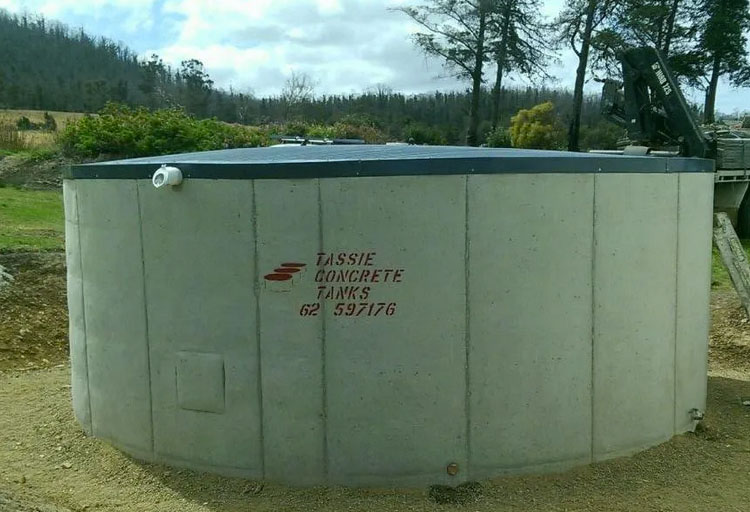 TASSIE
CONCRETE
TANKS
62 597176